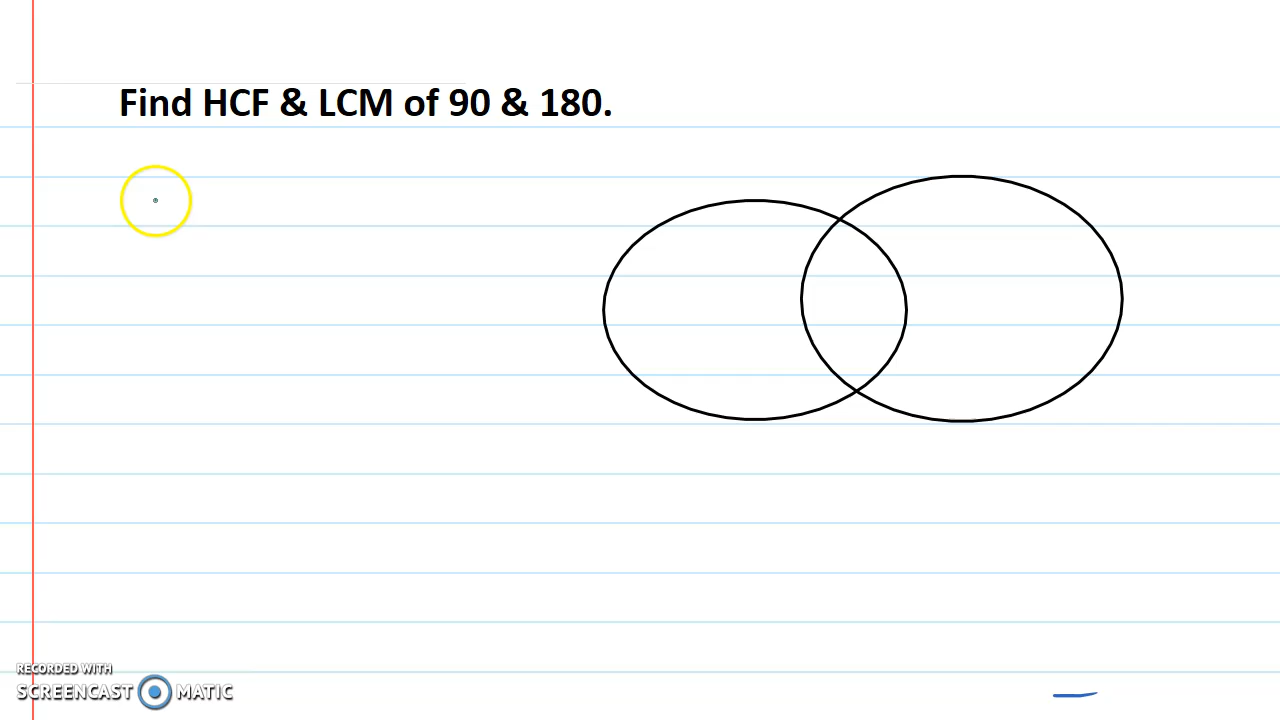 Find HCF & LCM of 90 & 180.
RECORDED WITH
SCREENCAST MATIC